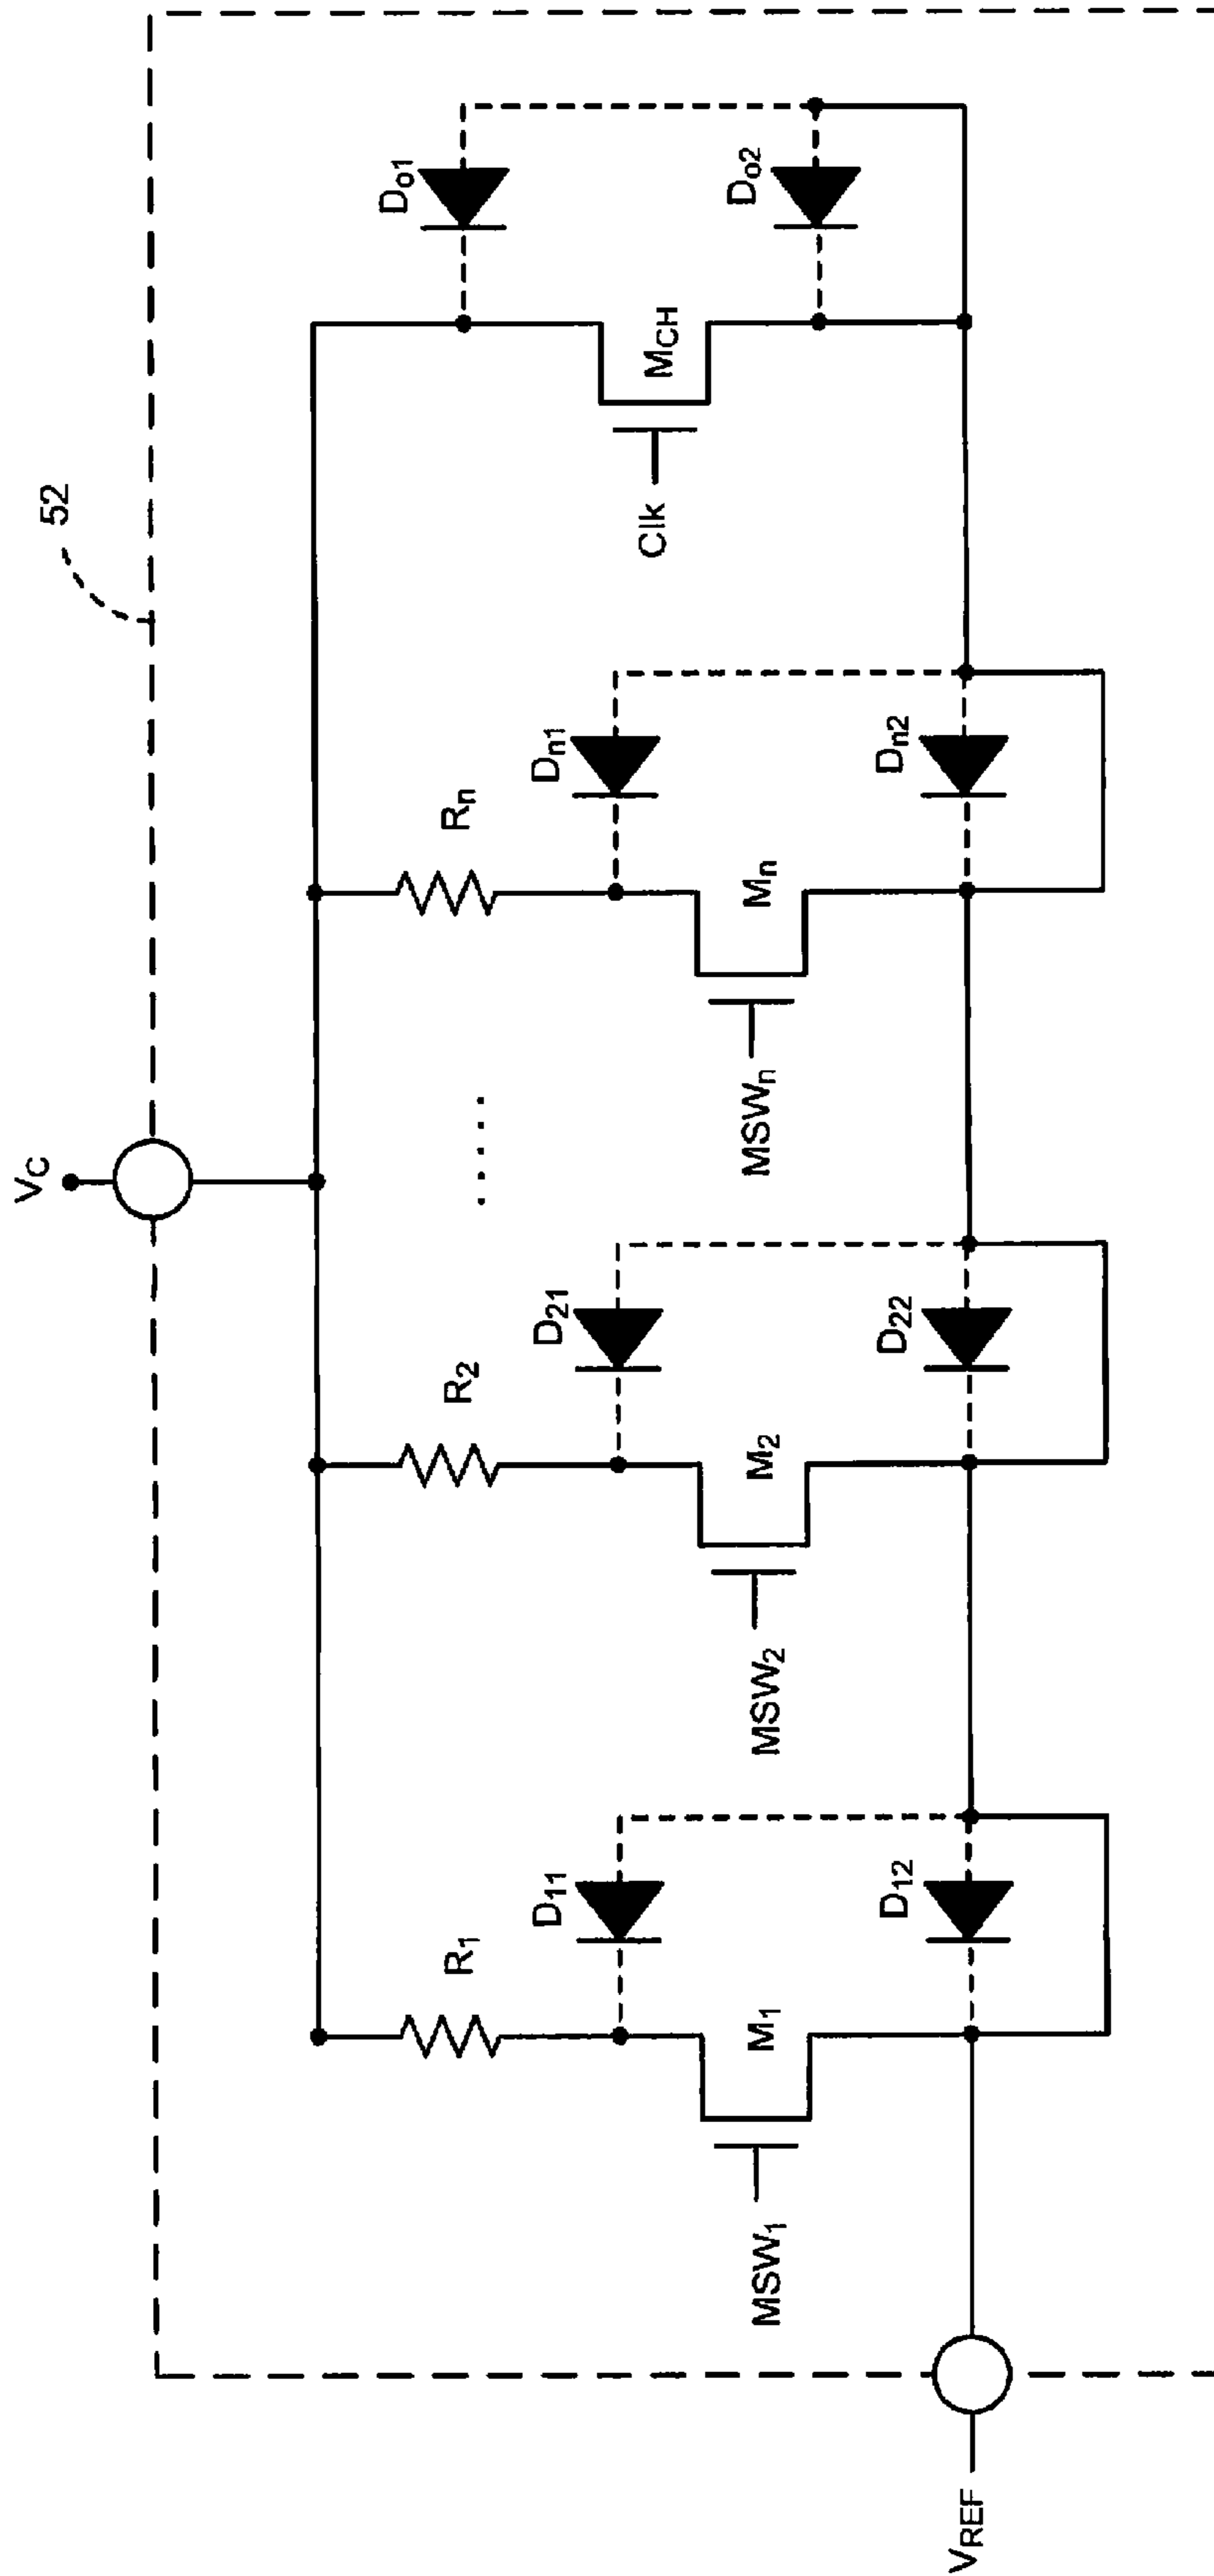 52
V_C
D_o1
D_o2
M_CH
Clk
R_n
D_n1
D_n2
M_n
MSW_n
.....
R_2
D_21
D_22
M_2
MSW_2
R_1
D_11
D_12
M_1
MSW_1
V_REF